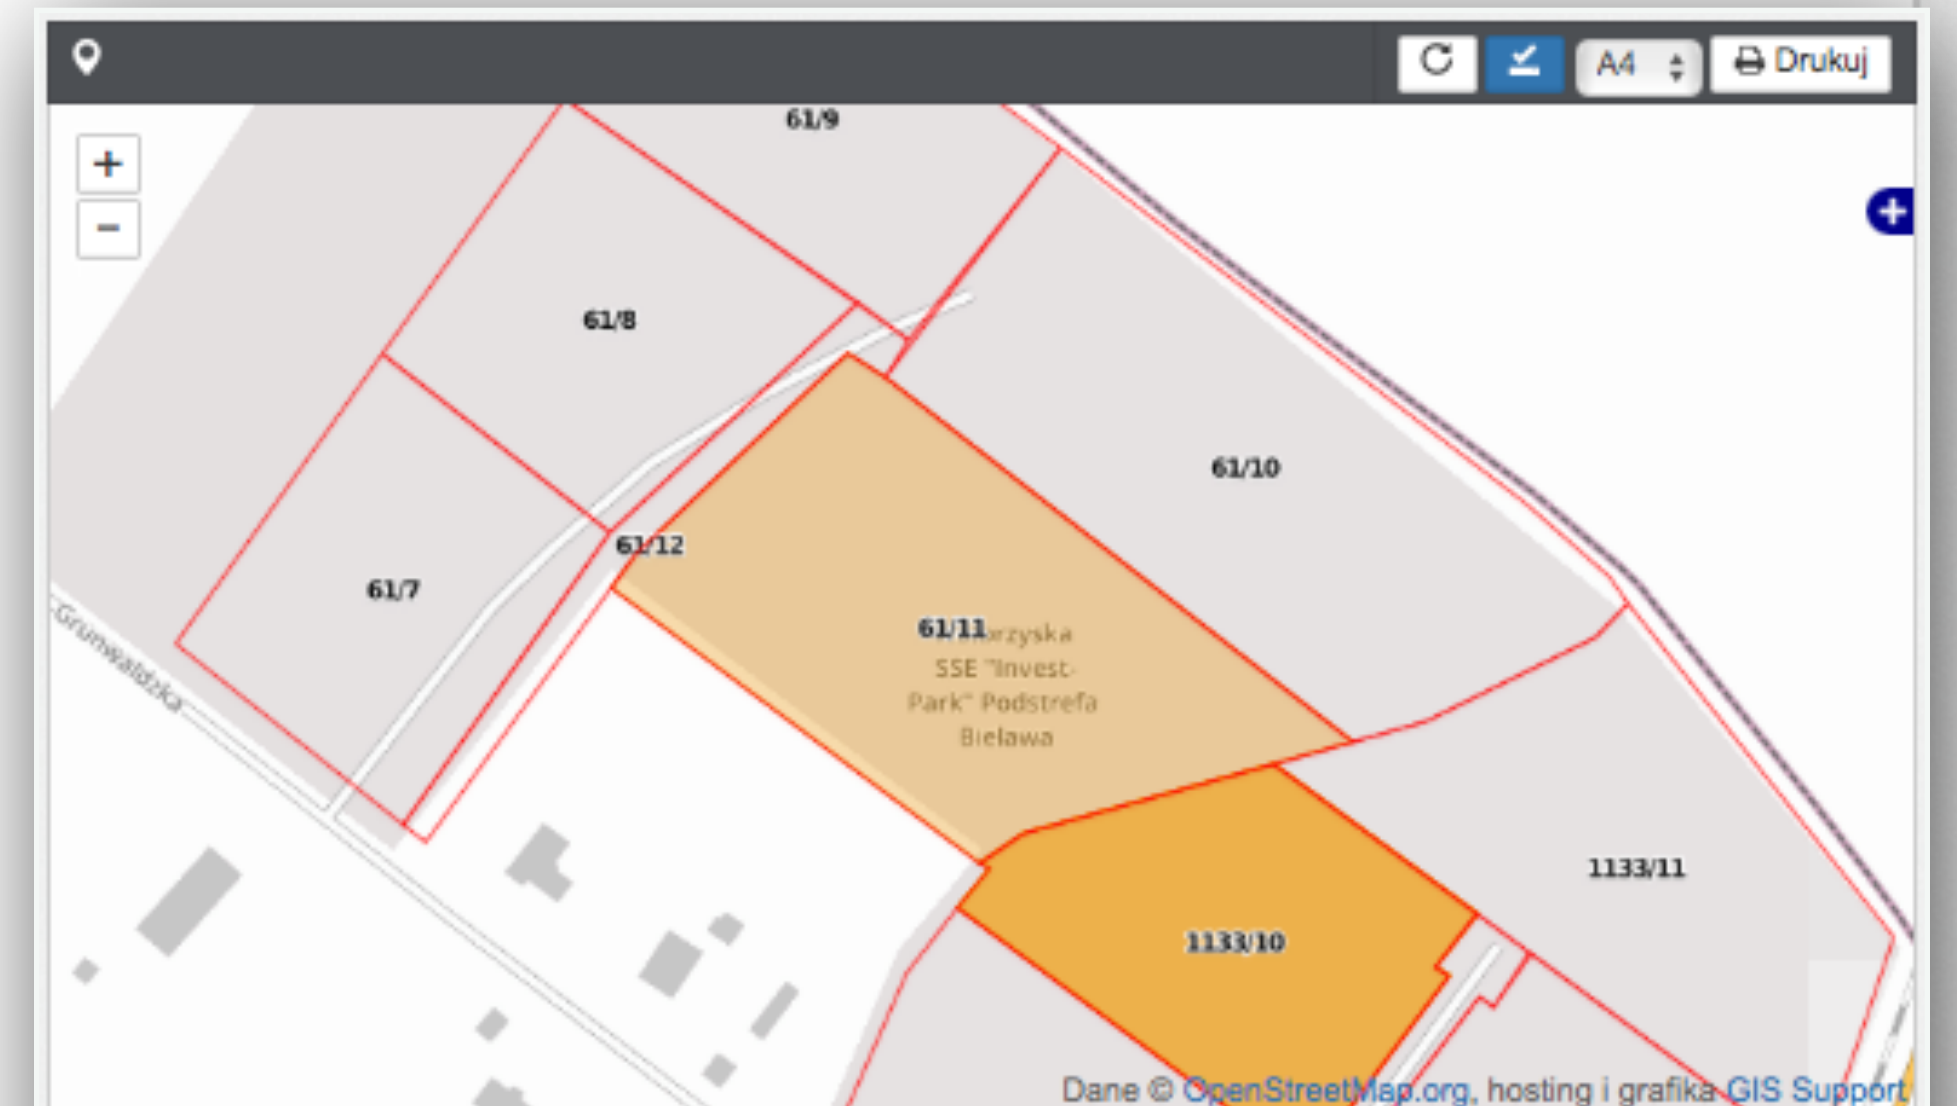 A4
Drukuj
61/9
+
−
61/8
61/10
61/12
61/7
61/11
SSE "Invest-
Park" Podstrefa
Bielawa
Grunwaldzka
1133/11
1133/10
Dane © OpenStreetMap.org, hosting i grafika GIS Support